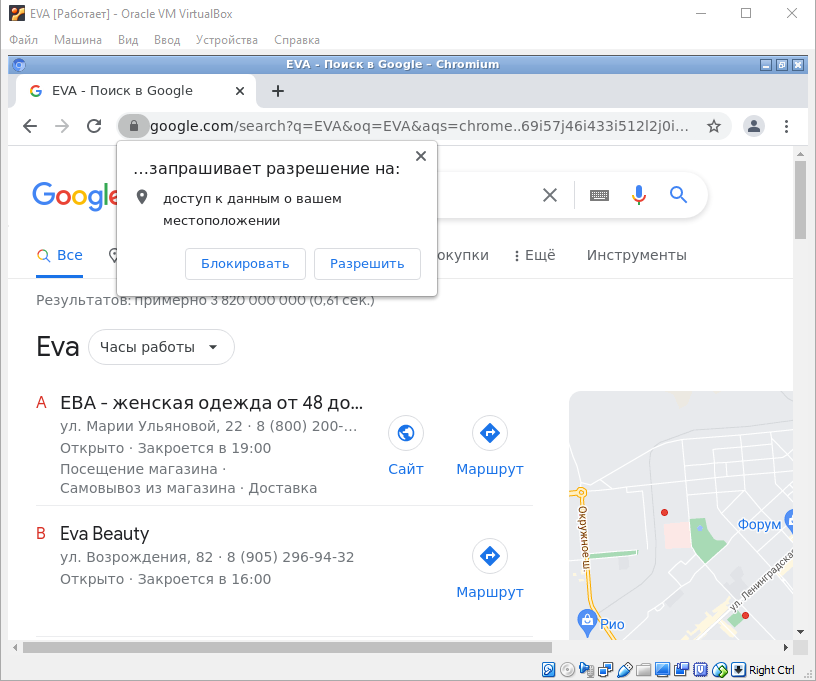 EVA [Работает] - Oracle VM VirtualBox
Файл Машина Вид Ввод Устройства Справка
EVA - Поиск в Google – Chromium
EVA - Поиск в Google
google.com/search?q=EVA&oq=EVA&aqs=chrome..69i57j46i433i512l2j0i...
...запрашивает разрешение на:
доступ к данным о вашем
местоположении
Блокировать Разрешить
Google
Все окупки Ещё Инструменты
Результатов: примерно 3 820 000 000 (0,61 сек.)
Eva Часы работы
A ЕВА - женская одежда от 48 до...
ул. Марии Ульяновой, 22 · 8 (800) 200-...
Открыто · Закроется в 19:00
Посещение магазина ·
Самовывоз из магазина · Доставка
Сайт Маршрут
B Eva Beauty
ул. Возрождения, 82 · 8 (905) 296-94-32
Открыто · Закроется в 16:00
Маршрут
Окружное ш
Форум
ул. Ленинградская
Рио
Right Ctrl